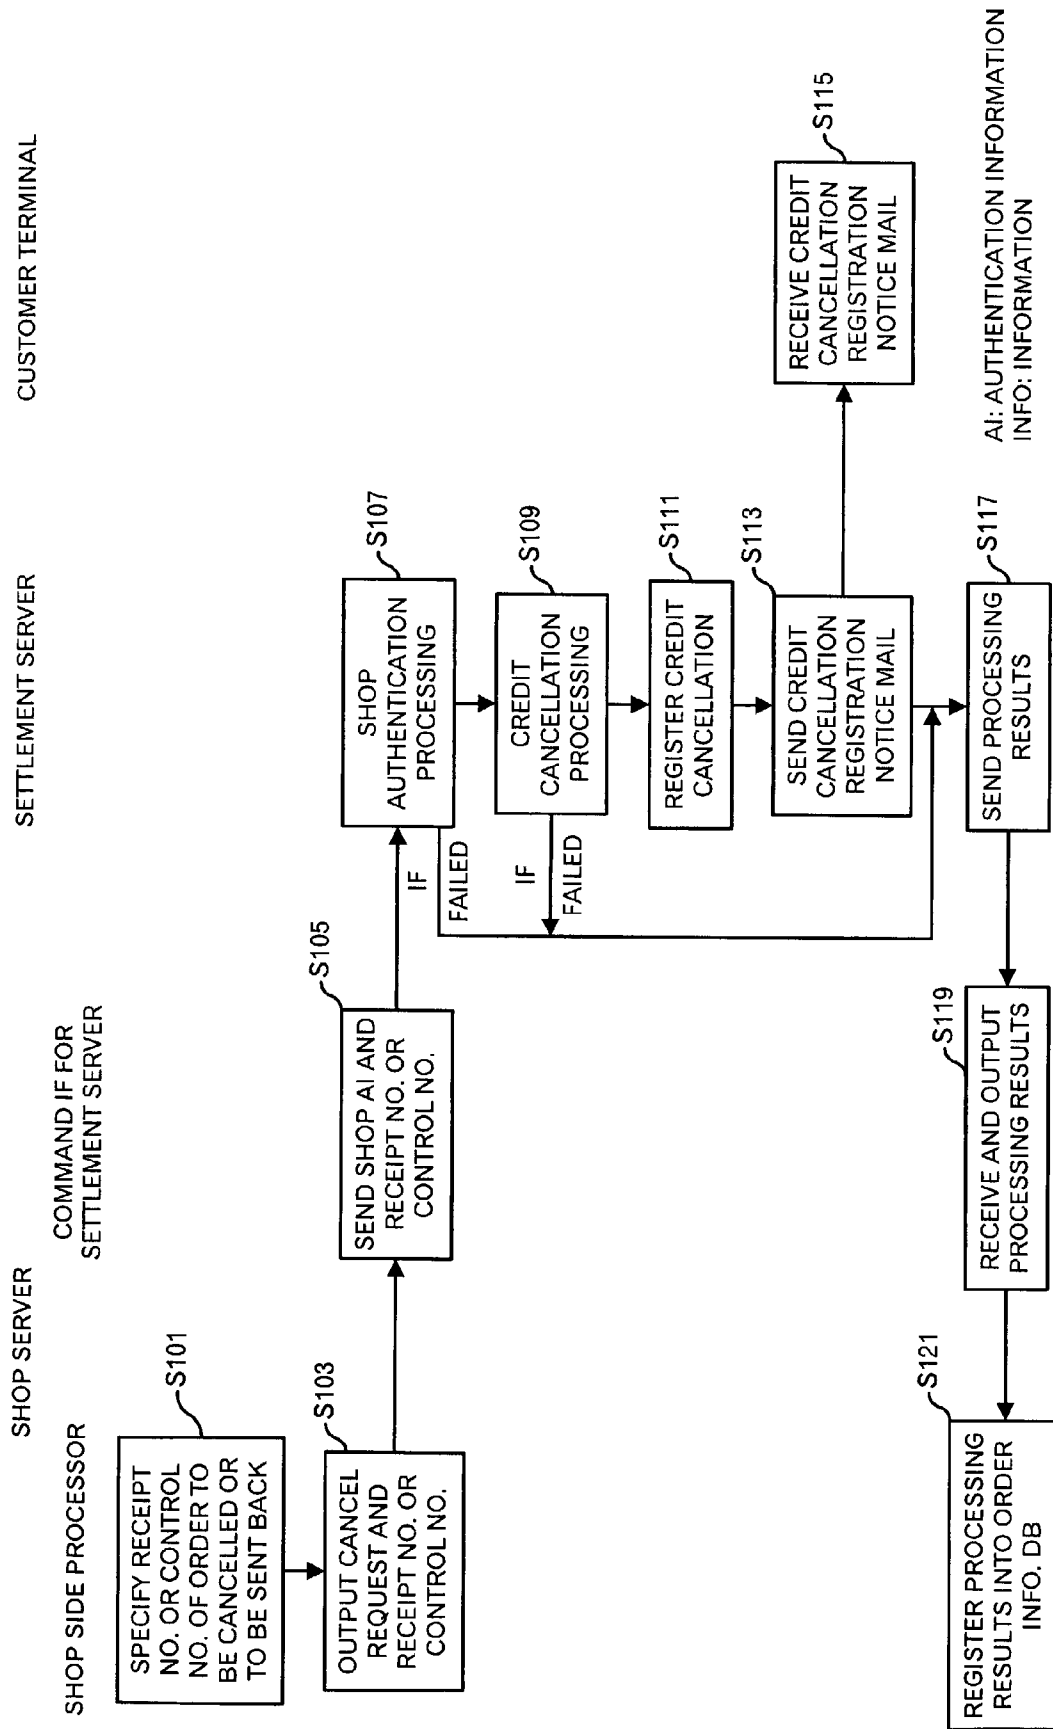 SHOP SERVER
SHOP SIDE PROCESSOR
COMMAND IF FOR
SETTLEMENT SERVER
SETTLEMENT SERVER
CUSTOMER TERMINAL
S101
SPECIFY RECEIPT
NO. OR CONTROL
NO. OF ORDER TO
BE CANCELLED OR
TO BE SENT BACK
S103
OUTPUT CANCEL
REQUEST AND
RECEIPT NO. OR
CONTROL NO.
S105
SEND SHOP AI AND
RECEIPT NO. OR
CONTROL NO.
S107
SHOP
AUTHENTICATION
PROCESSING
IF
FAILED
S109
CREDIT
CANCELLATION
PROCESSING
IF
FAILED
S111
REGISTER CREDIT
CANCELLATION
S113
SEND CREDIT
CANCELLATION
REGISTRATION
NOTICE MAIL
S115
RECEIVE CREDIT
CANCELLATION
REGISTRATION
NOTICE MAIL
S117
SEND PROCESSING
RESULTS
S119
RECEIVE AND OUTPUT
PROCESSING RESULTS
S121
REGISTER PROCESSING
RESULTS INTO ORDER
INFO. DB
AI: AUTHENTICATION INFORMATION
INFO: INFORMATION